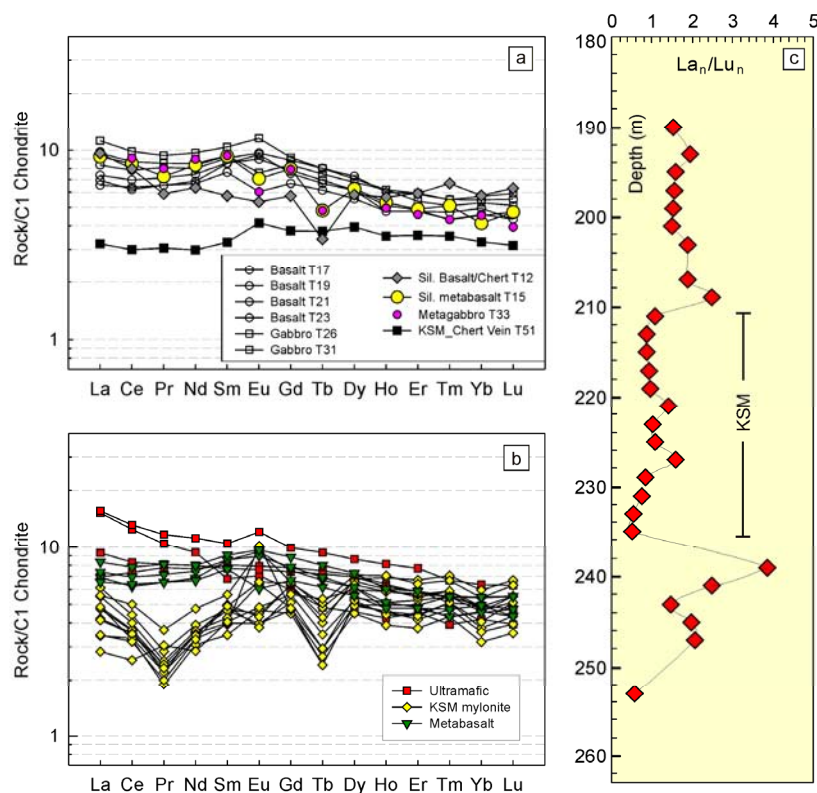 a
Rock/C1 Chondrite
10
1
Basalt T17
Basalt T19
Basalt T21
Basalt T23
Gabbro T26
Gabbro T31
Sil. Basalt/Chert T12
Sil. metabasalt T15
Metagabbro T33
KSM_Chert Vein T51
La Ce Pr Nd Sm Eu Gd Tb Dy Ho Er Tm Yb Lu
b
Rock/C1 Chondrite
10
1
Ultramafic
KSM mylonite
Metabasalt
La Ce Pr Nd Sm Eu Gd Tb Dy Ho Er Tm Yb Lu
0 1 2 3 4 5
Laₙ/Luₙ
c
Depth (m)
180
190
200
210
220
230
240
250
260
KSM